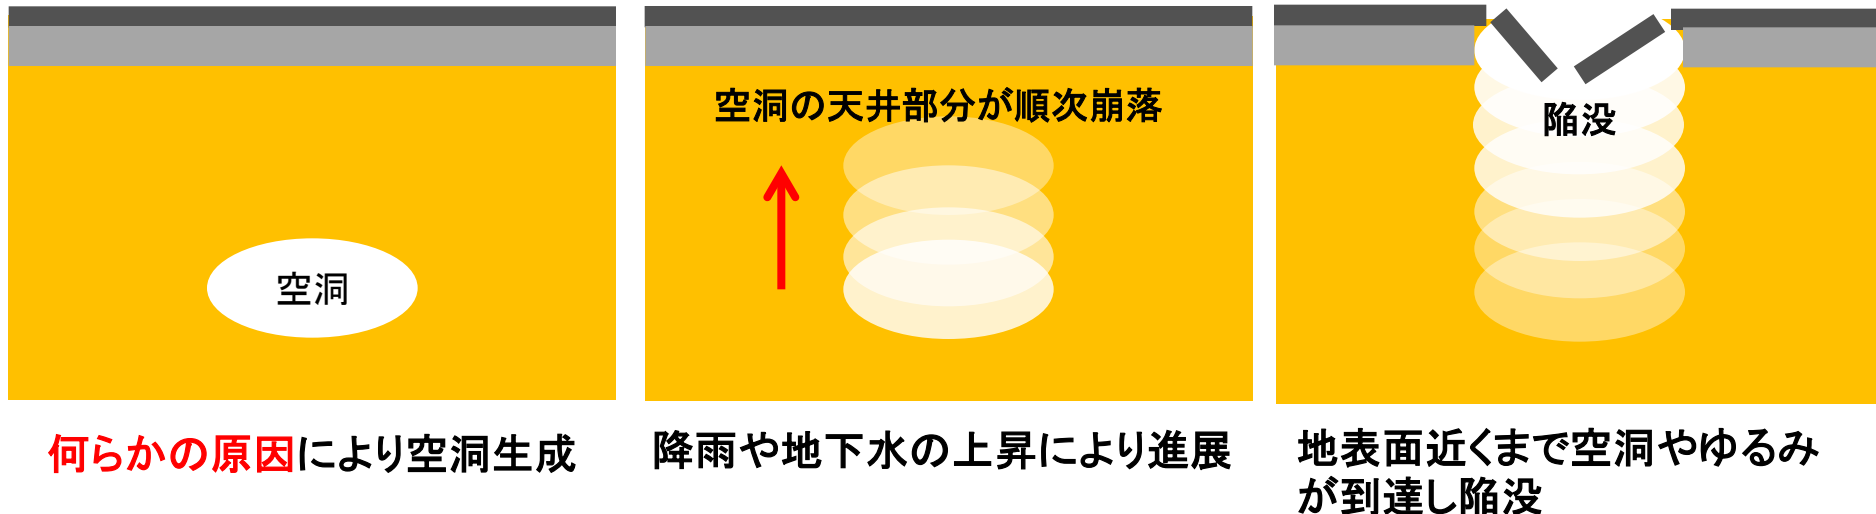 空洞
何らかの原因により空洞生成
空洞の天井部分が順次崩落
降雨や地下水の上昇により進展
陥没
地表面近くまで空洞やゆるみ
が到達し陥没